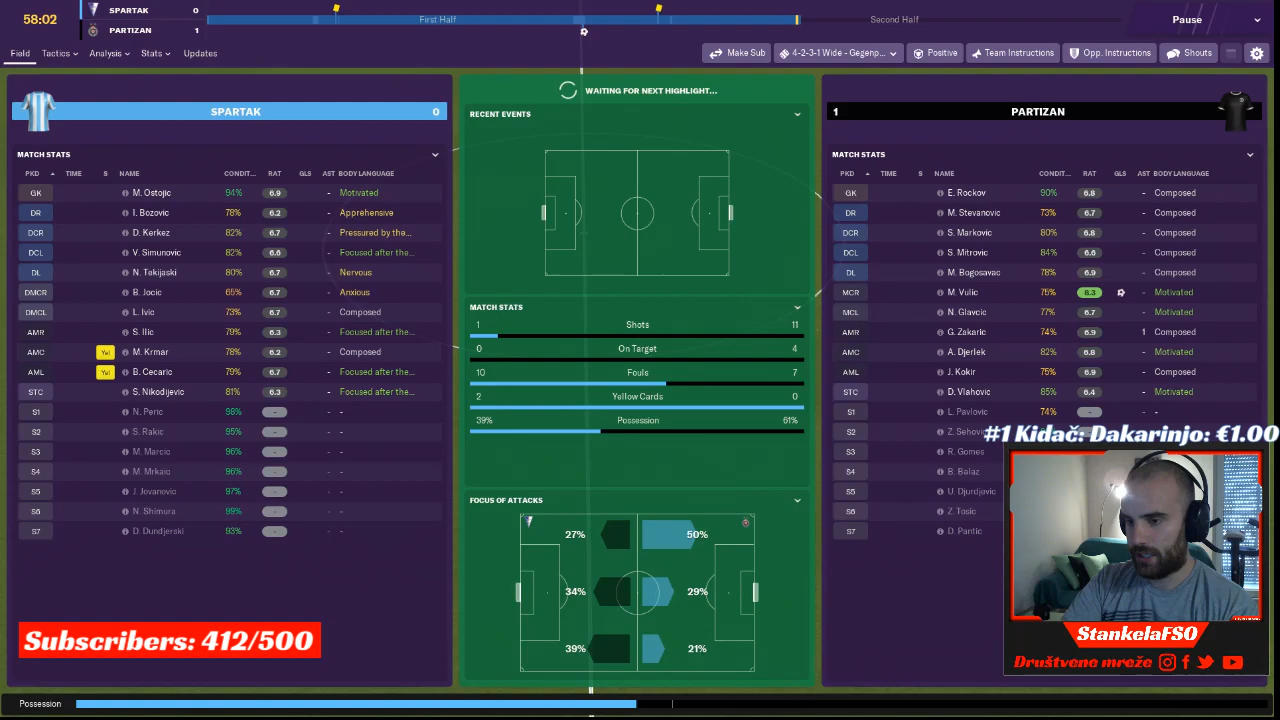 58:02
SPARTAK 0
PARTIZAN 1
First Half
Second Half
Pause
Field Tactics Analysis Stats Updates
Make Sub 4-2-3-1 Wide - Gegenp... Positive Team Instructions Opp. Instructions Shouts
SPARTAK 0
MATCH STATS
PKD TIME S NAME CONDIT... RAT GLS AST BODY LANGUAGE
GK M. Ostojic 94% 6.9 - Motivated
DR I. Bozovic 78% 6.2 - Apprehensive
DCR D. Kerkez 82% 6.7 - Pressured by the...
DCL V. Simunovic 82% 6.6 - Focused after the...
DL N. Tekijaski 80% 6.7 - Nervous
DMCR B. Jocic 65% 6.7 - Anxious
DMCL L. Ivic 73% 6.7 - Composed
AMR S. Ilic 79% 6.3 - Focused after the...
AMC Yel M. Krmar 78% 6.2 - Composed
AML Yel B. Cecaric 79% 6.7 - Focused after the...
STC S. Nikodijevic 81% 6.3 - Focused after the...
S1 N. Peric 98% - - -
S2 S. Rakic 95% - - -
S3 M. Marcic 96% - - -
S4 M. Mrkaic 96% - - -
S5 J. Jovanovic 97% - - -
S6 N. Shimura 99% - - -
S7 D. Dundjerski 93% - - -
Subscribers: 412/500
WAITING FOR NEXT HIGHLIGHT...
RECENT EVENTS
MATCH STATS
1 Shots 11
0 On Target 4
10 Fouls 7
2 Yellow Cards 0
39% Possession 61%
FOCUS OF ATTACKS
27% 50%
34% 29%
39% 21%
1 PARTIZAN
MATCH STATS
PKD TIME S NAME CONDIT... RAT GLS AST BODY LANGUAGE
GK E. Rockov 90% 6.8 - Composed
DR M. Stevanovic 73% 6.7 - Composed
DCR S. Markovic 80% 6.8 - Composed
DCL S. Mitrovic 84% 6.6 - Composed
DL M. Bogosavac 78% 6.9 - Composed
MCR M. Vulic 75% 8.3 - Motivated
MCL N. Glavcic 77% 6.7 - Motivated
AMR G. Zakaric 74% 6.9 1 Composed
AMC A. Djerlek 82% 6.8 - Motivated
AML J. Kokir 75% 6.9 - Composed
STC D. Vlahovic 85% 6.4 - Motivated
S1 L. Pavlovic 74% - - -
S2 Z. Sehov
S3 R. Gomes
S4 B. Balaz
S5 U. Djurdjevic
S6 Z. Tosic
S7 D. Pantic
#1 Kidač: Dakarinjo: €1.00
StankelaFSO
Društvene mreže
Possession